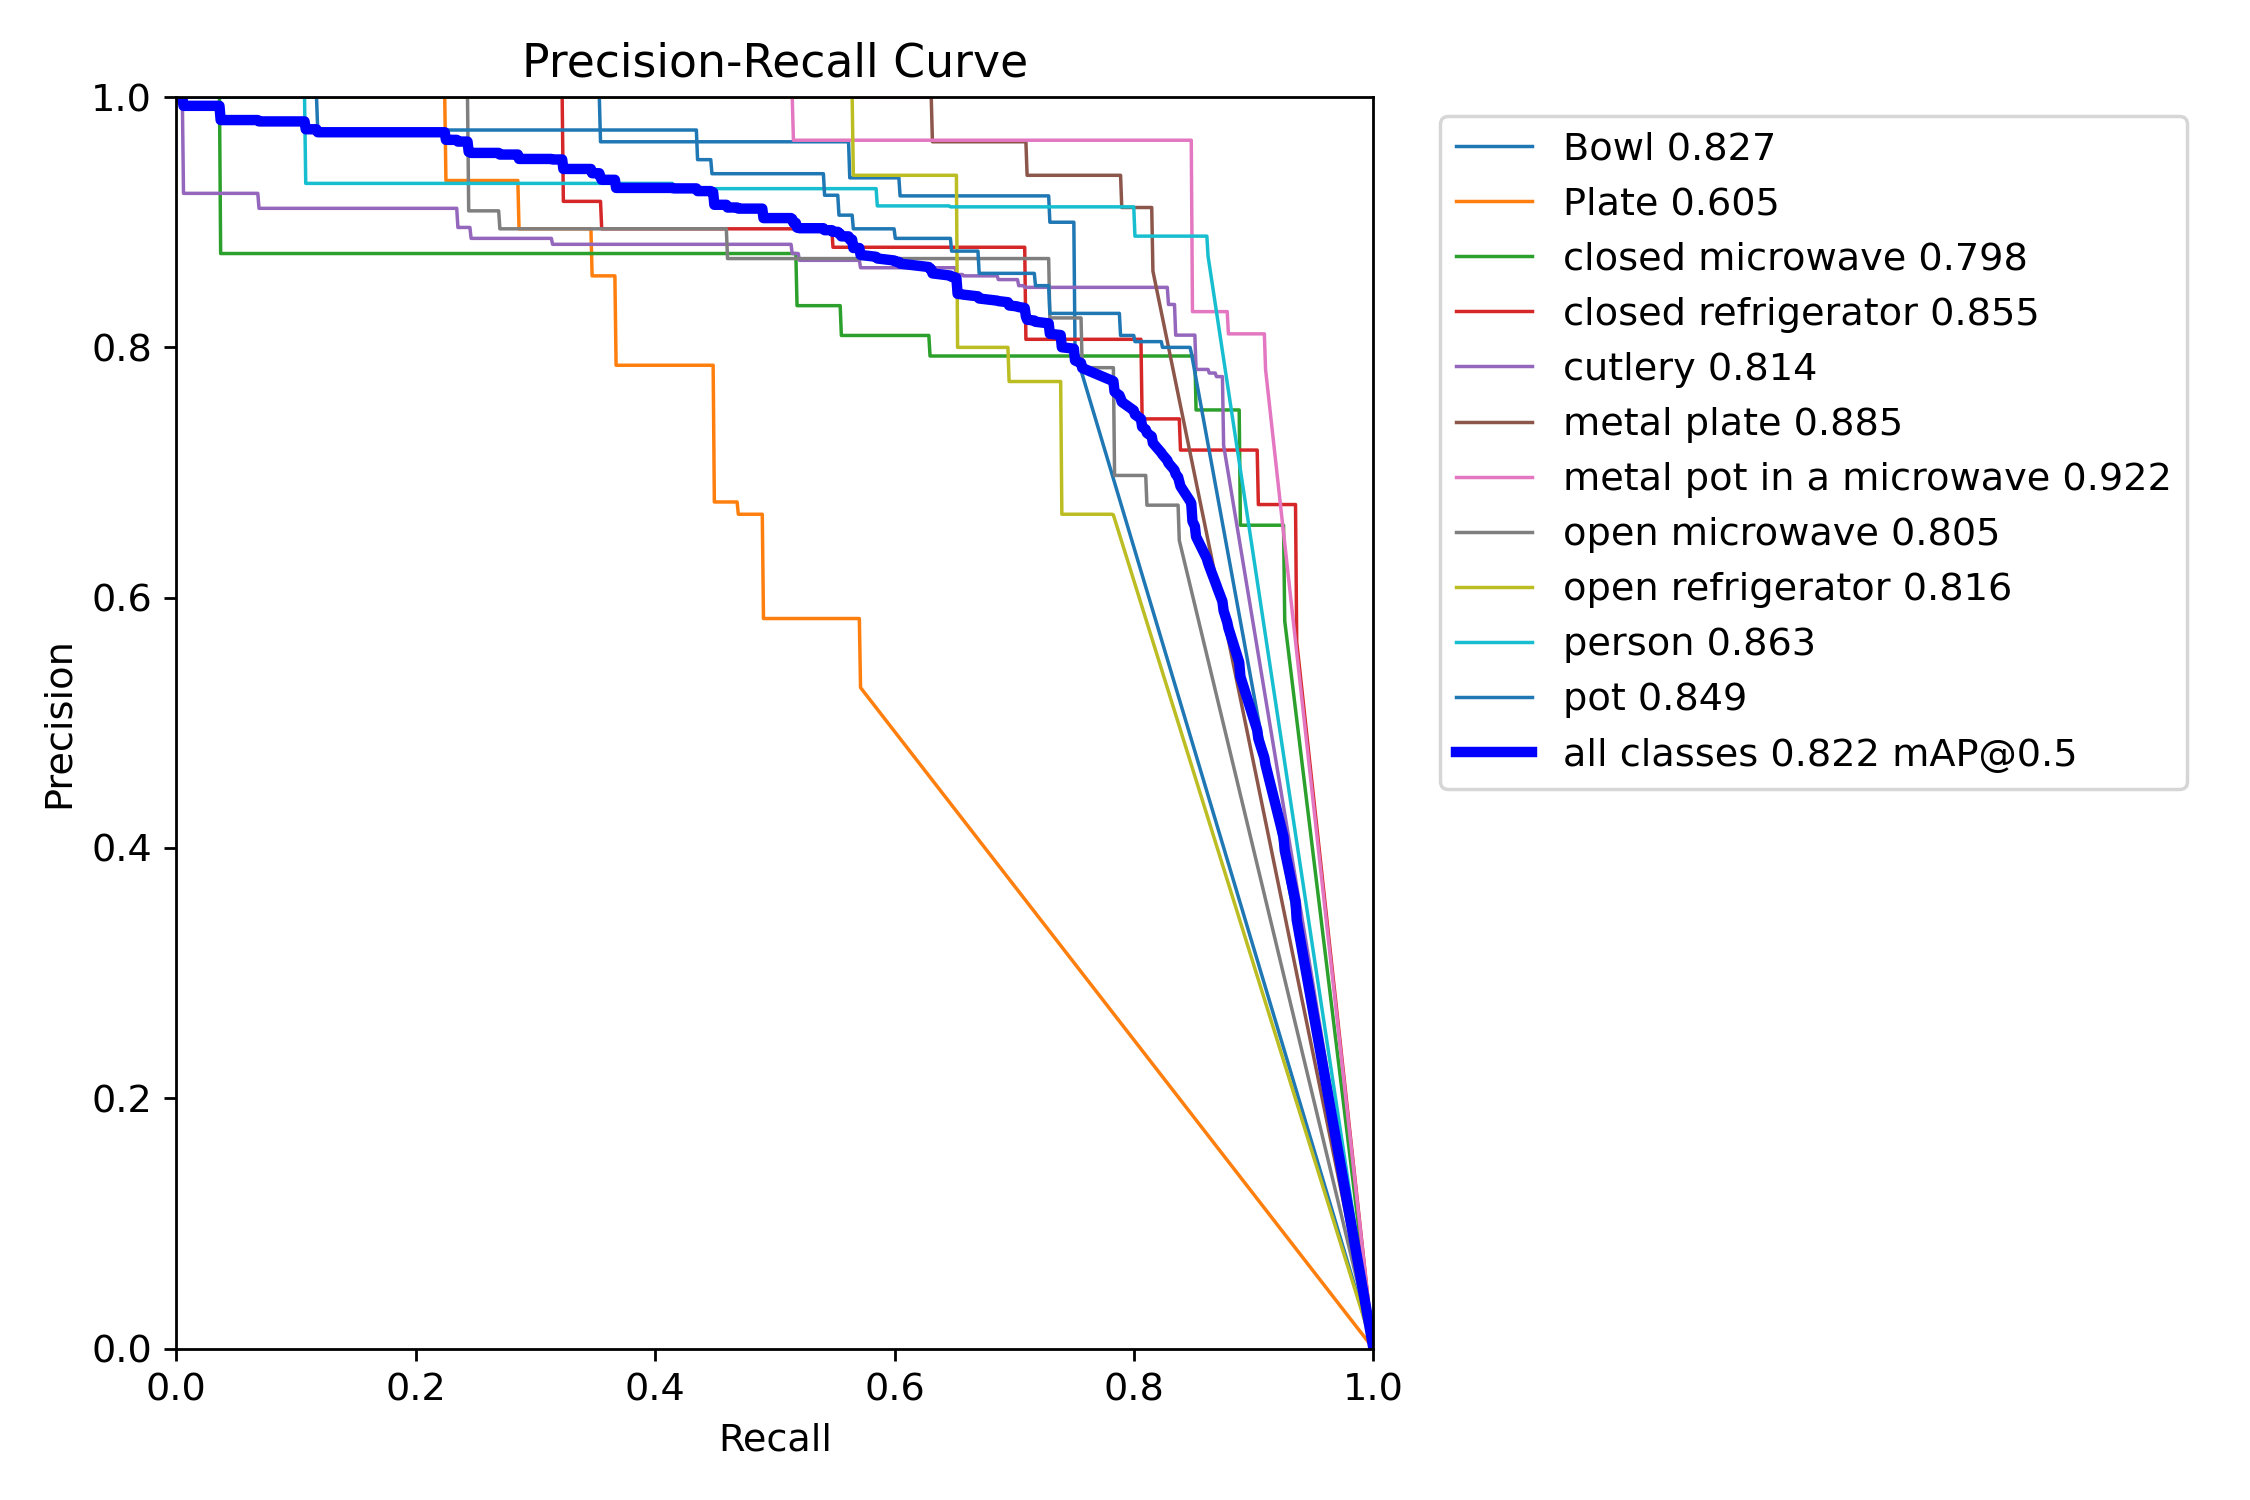 Precision-Recall Curve
1.0
0.8
0.6
0.4
0.2
0.0
Precision
0.0 0.2 0.4 0.6 0.8 1.0
Recall
Bowl 0.827
Plate 0.605
closed microwave 0.798
closed refrigerator 0.855
cutlery 0.814
metal plate 0.885
metal pot in a microwave 0.922
open microwave 0.805
open refrigerator 0.816
person 0.863
pot 0.849
all classes 0.822 mAP@0.5